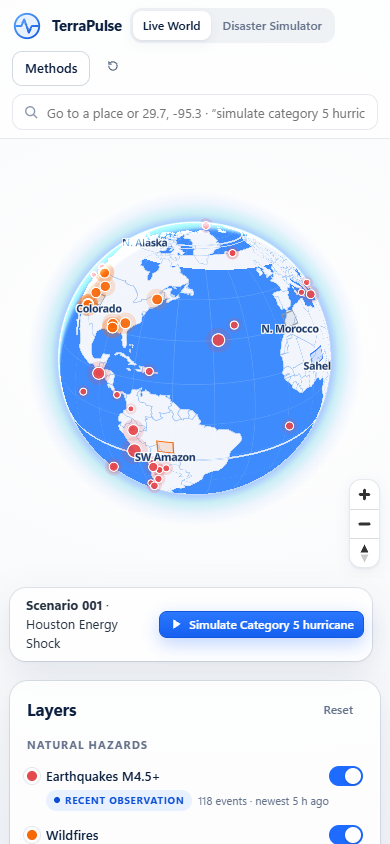 TerraPulse
Live World
Disaster Simulator
Methods
Go to a place or 29.7, -95.3 · “simulate category 5 hurric
N. Alaska
Colorado
N. Morocco
Sahel
SW Amazon
Scenario 001 ·
Houston Energy
Shock
Simulate Category 5 hurricane
Layers
Reset
NATURAL HAZARDS
Earthquakes M4.5+
RECENT OBSERVATION
118 events · newest 5 h ago
Wildfires